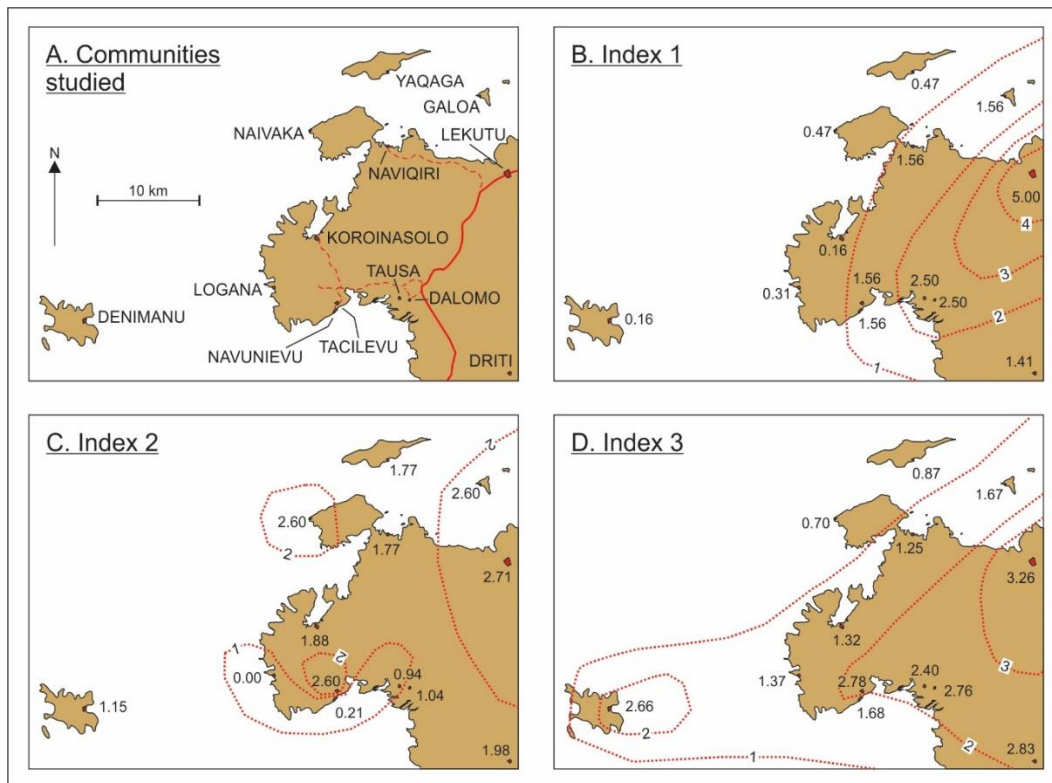 A. Communities
studied
N
10 km
YAQAGA
GALOA
NAIVAKA
LEKUTU
NAVIQIRI
KOROINASOLO
TAUSA
LOGANA
DALOMO
DENIMANU
TACILEVU
NAVUNIEVU
DRITI
B. Index 1
0.47
1.56
0.47
1.56
5.00
4
0.16
3
1.56
2.50
0.31
2.50
0.16
2
1.56
1.41
1
C. Index 2
2
1.77
2.60
2.60
2
1.77
2.71
1.88
1
2
0.94
0.00
2.60
1.04
1.15
0.21
1.98
D. Index 3
0.87
1.67
0.70
1.25
3.26
1.32
3
1.37
2.78
2.40
2.76
2.66
1.68
2
2
1
2.83